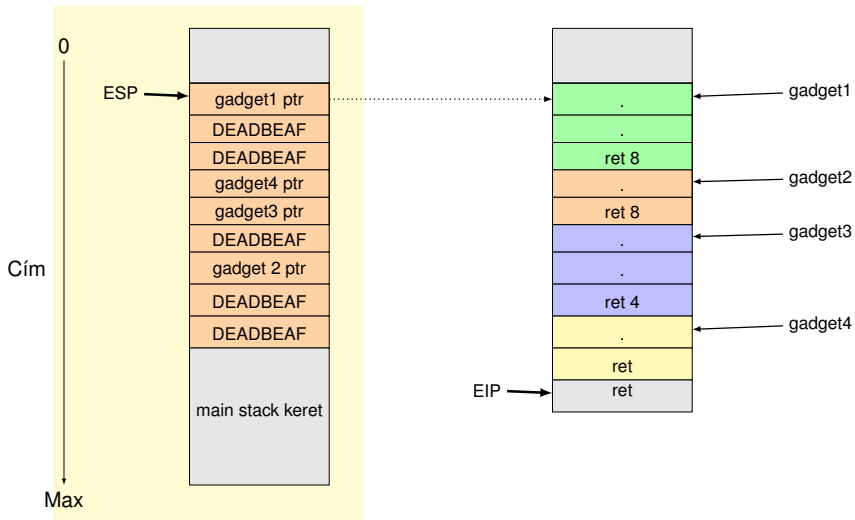 0
ESP
gadget1 ptr
DEADBEAF
DEADBEAF
gadget4 ptr
gadget3 ptr
DEADBEAF
gadget 2 ptr
DEADBEAF
DEADBEAF
main stack keret
Cím
Max
.
.
ret 8
.
ret 8
.
.
ret 4
.
ret
ret
EIP
gadget1
gadget2
gadget3
gadget4